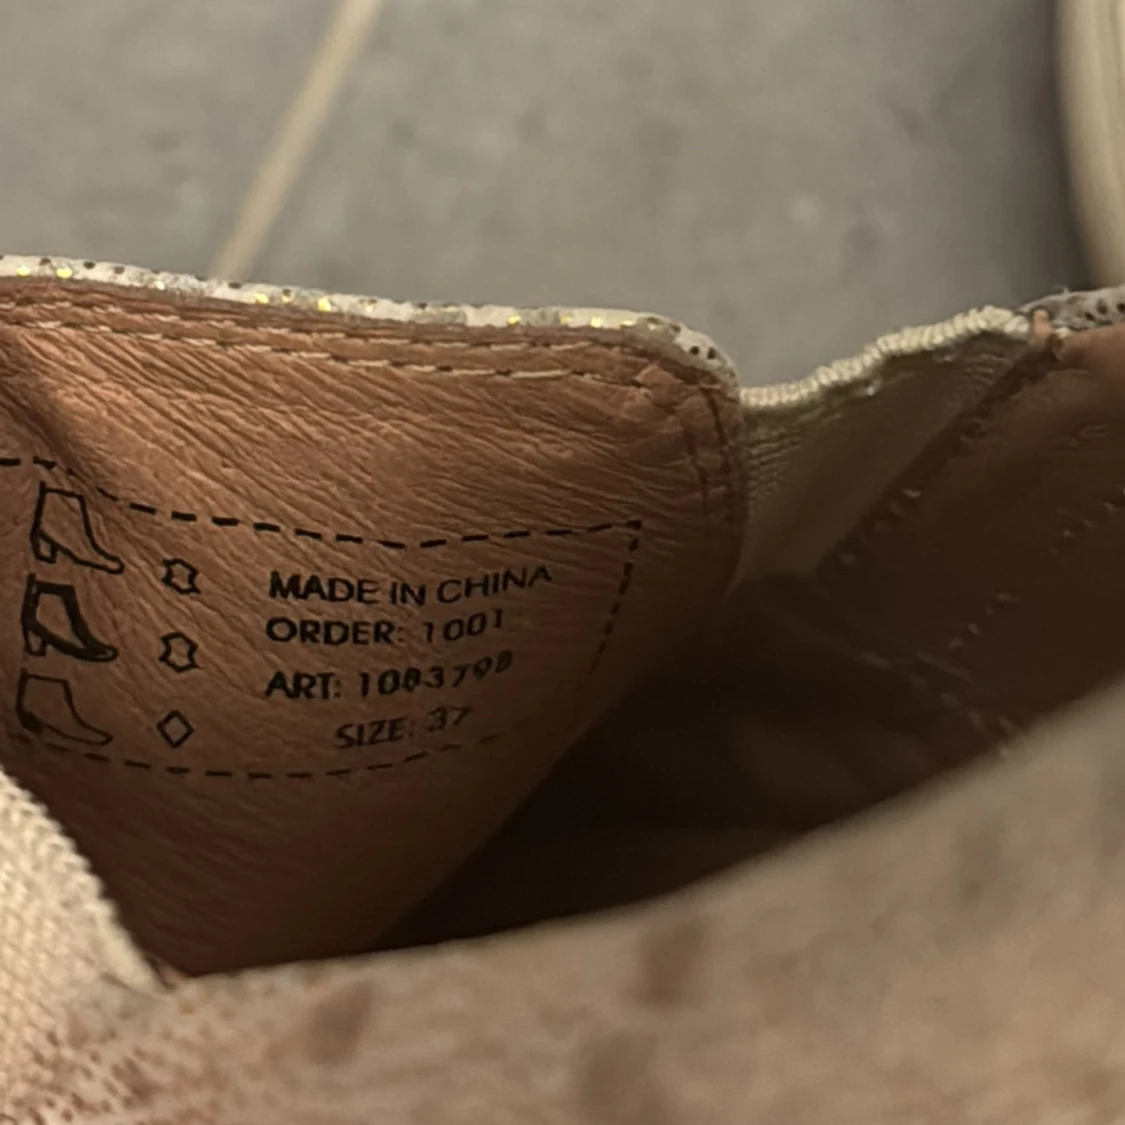 MADE IN CHINA
ORDER: 1001
ART: 1083798
SIZE: 37